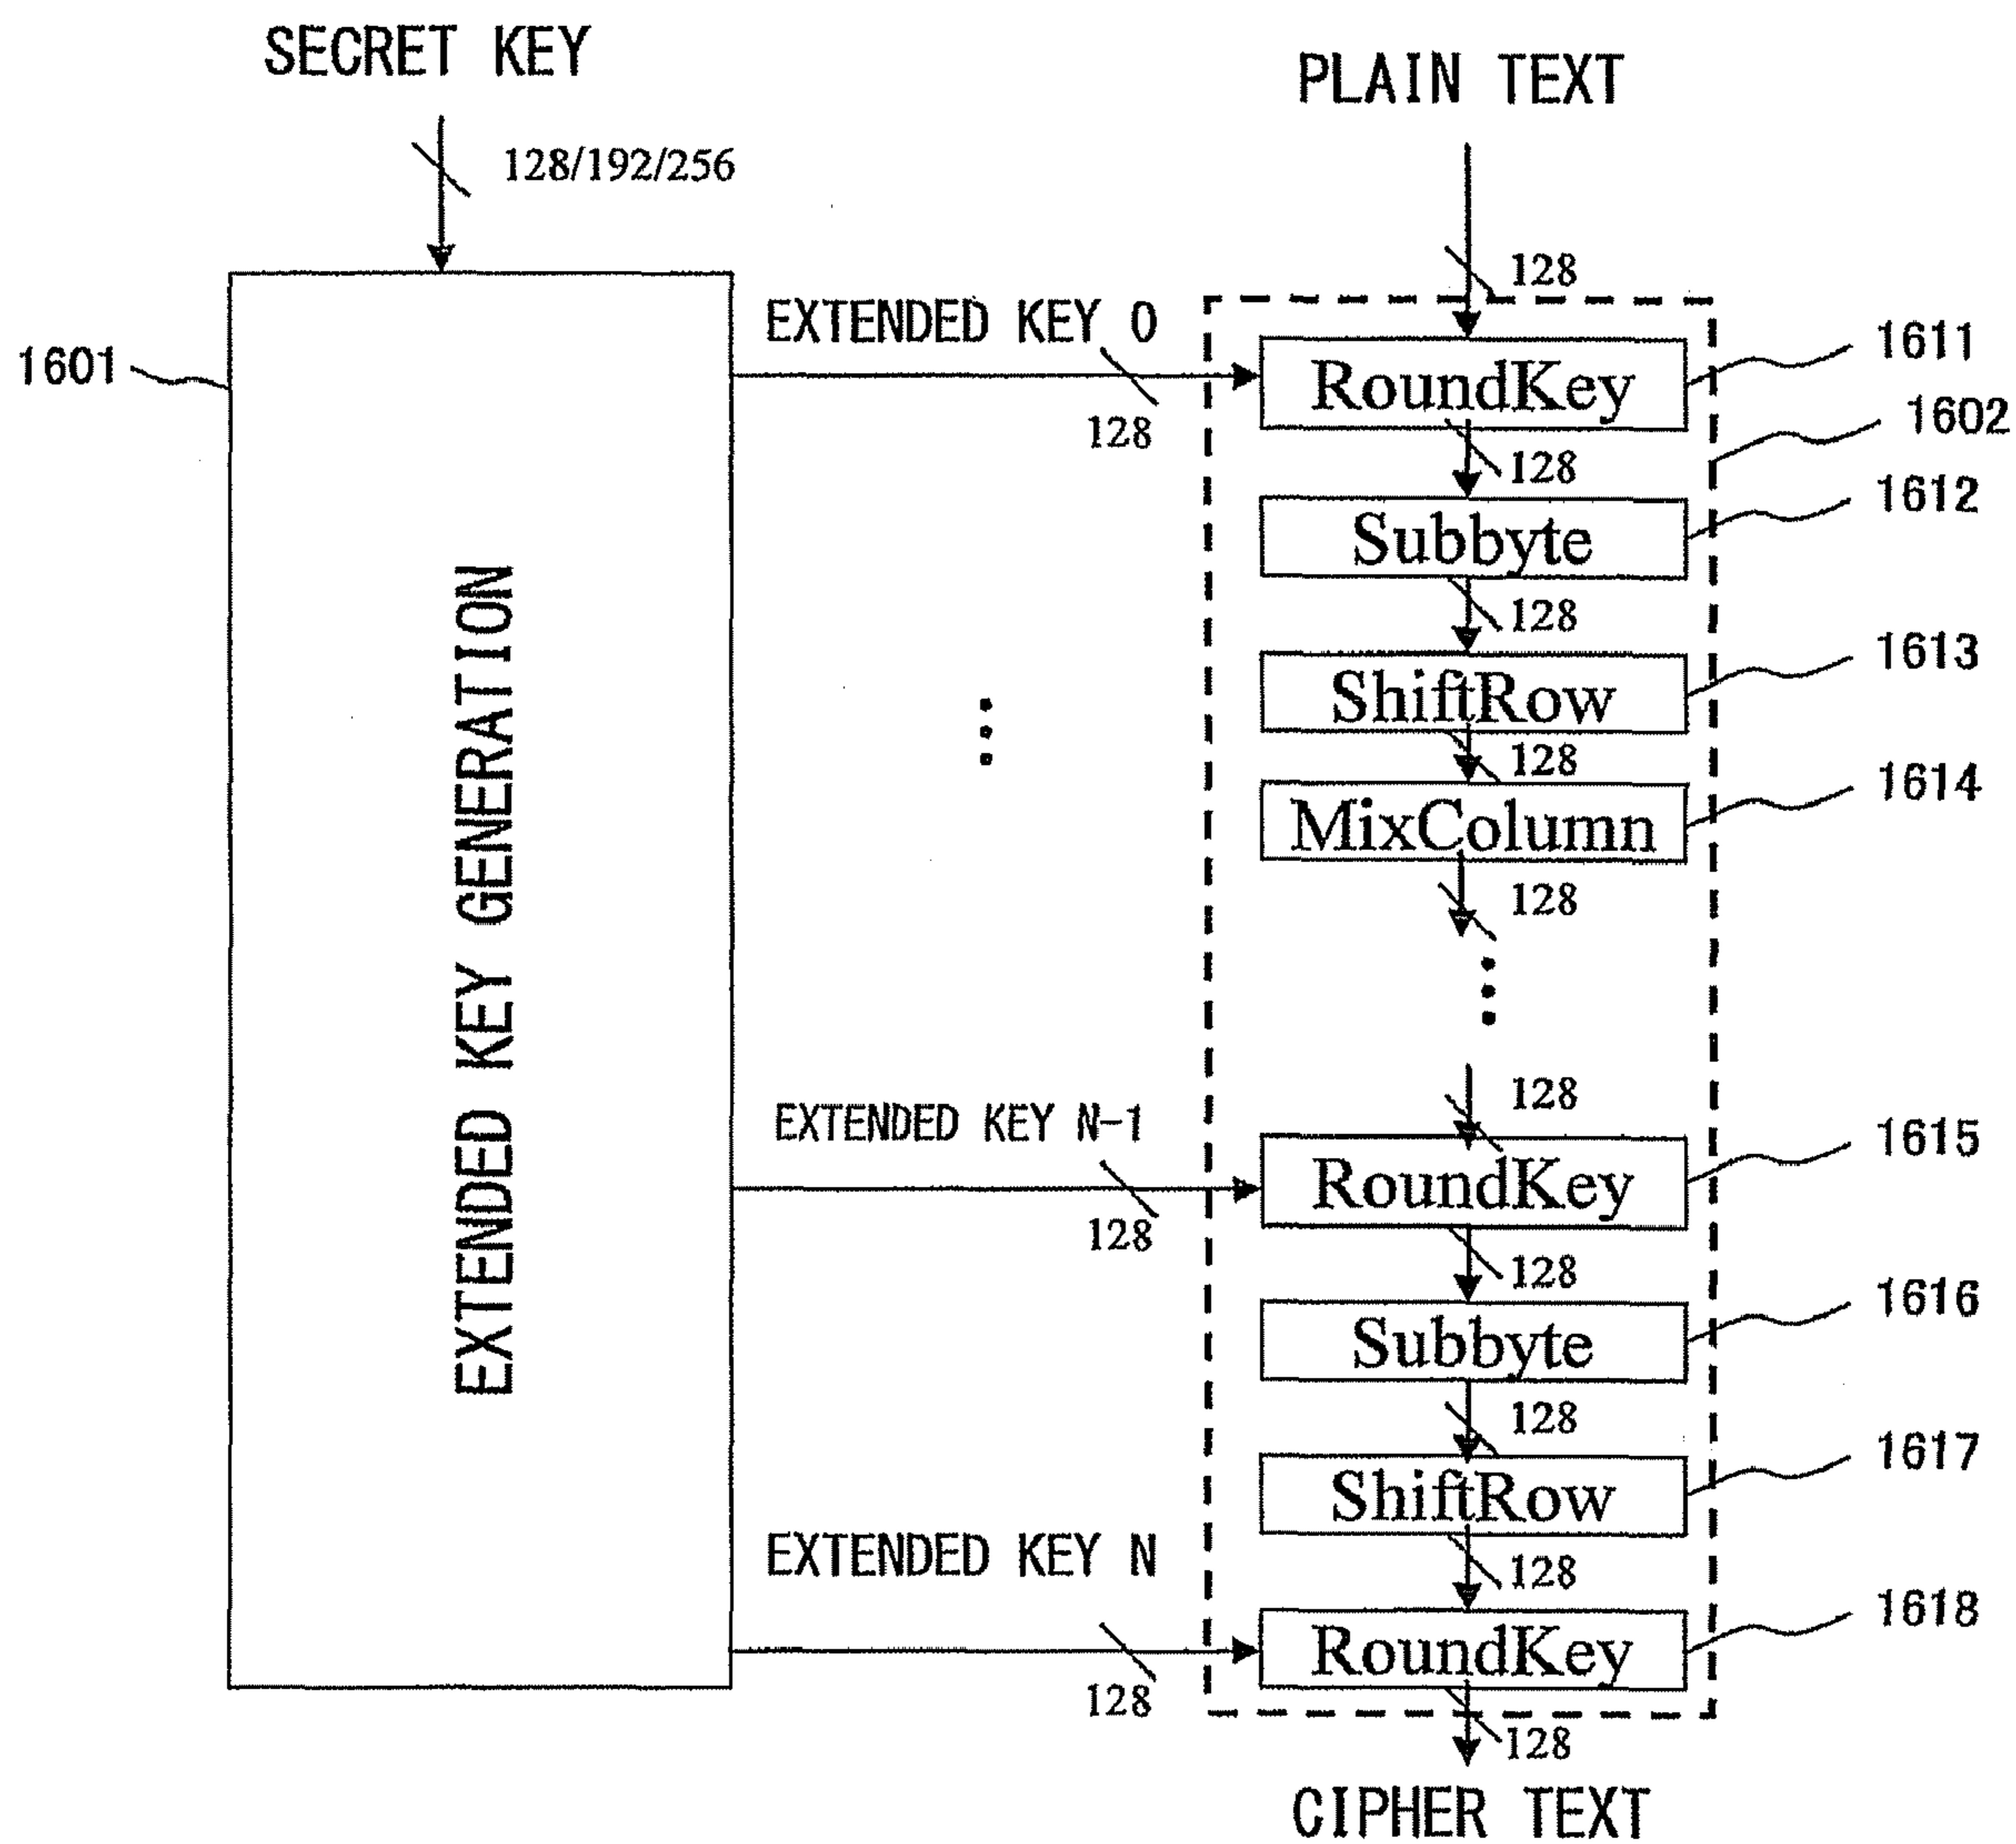 SECRET KEY
128/192/256
PLAIN TEXT
128
1601
EXTENDED KEY GENERATION
EXTENDED KEY 0
128
RoundKey
1611
1602
128
Subbyte
1612
128
ShiftRow
1613
128
MixColumn
1614
128
128
EXTENDED KEY N-1
128
RoundKey
1615
128
Subbyte
1616
128
ShiftRow
1617
128
EXTENDED KEY N
128
RoundKey
1618
128
CIPHER TEXT